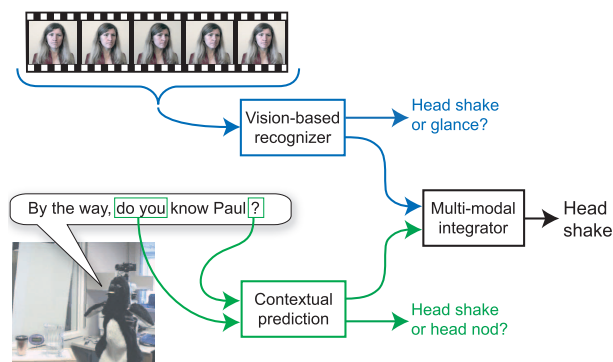 Vision-based
recognizer
Head shake
or glance?
By the way, do you know Paul ?
Multi-modal
integrator
Head
shake
Contextual
prediction
Head shake
or head nod?